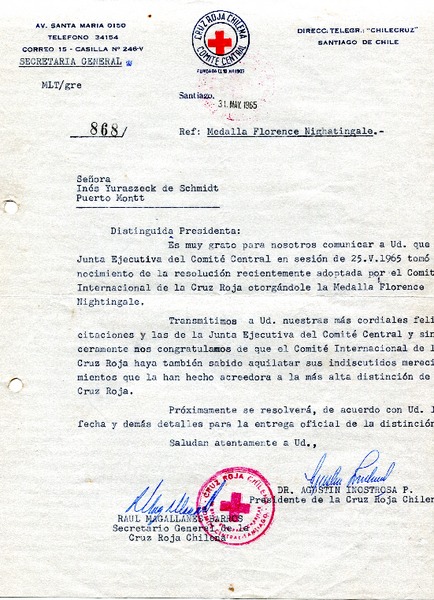 AV. SANTA MARIA 0150
TELEFONO 34154
CORREO 15 - CASILLA Nº 246-V
SECRETARIA GENERAL
CRUZ ROJA CHILENA
COMITE CENTRAL
DIRECC. TELEGR.: "CHILECRUZ"
SANTIAGO DE CHILE
MLT/gre
Santiago,
31 MAY. 1965
868/
Ref: Medalla Florence Nighatingale.-
Señora
Inés Yuraszeck de Schmidt
Puerto Montt
Distinguida Presidenta:
Es muy grato para nosotros comunicar a Ud. que
Junta Ejecutiva del Comité Central en sesión de 25.V.1965 tomó
nocimiento de la resolución recientemente adoptada por el Comit
Internacional de la Cruz Roja otorgándole la Medalla Florence
Nightingale.
Transmitimos a Ud. nuestras más cordiales feli
citaciones y las de la Junta Ejecutiva del Comité Central y sin
ceramente nos congratulamos de que el Comité Internacional de l
Cruz Roja haya también sabido aquilatar sus indiscutidos mereci
mientos que la han hecho acreedora a la más alta distinción de
Cruz Roja.
Próximamente se resolverá, de acuerdo con Ud. l
fecha y demás detalles para la entrega oficial de la distinción
Saludan atentamente a Ud.,
DR. AGOSTIN INOSTROSA P.
Presidente de la Cruz Roja Chilen
CRUZ ROJA CHILENA
RAUL MAGALLANES BARROS
Secretario General de la
Cruz Roja Chilena